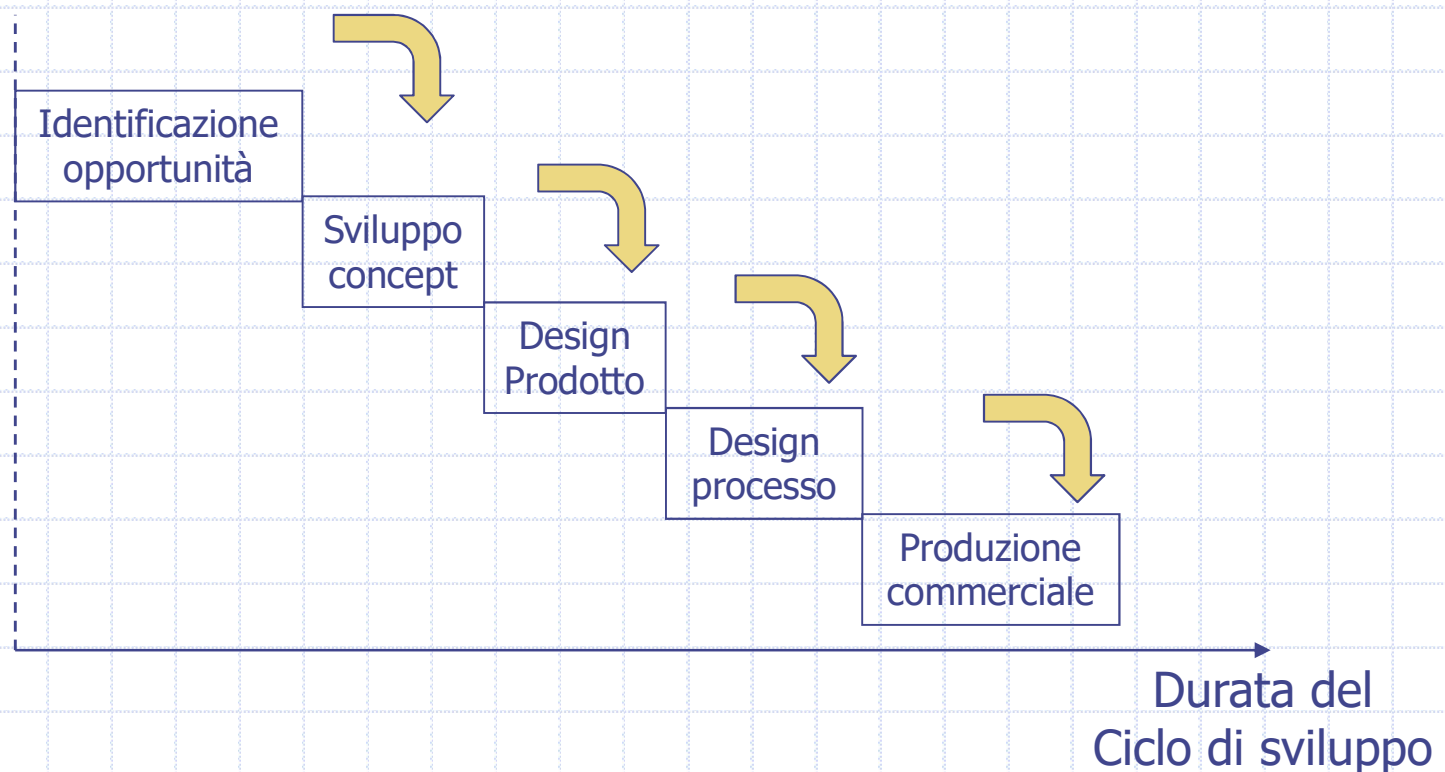 Identificazione
opportunità
Sviluppo
concept
Design
Prodotto
Design
processo
Produzione
commerciale
Durata del
Ciclo di sviluppo